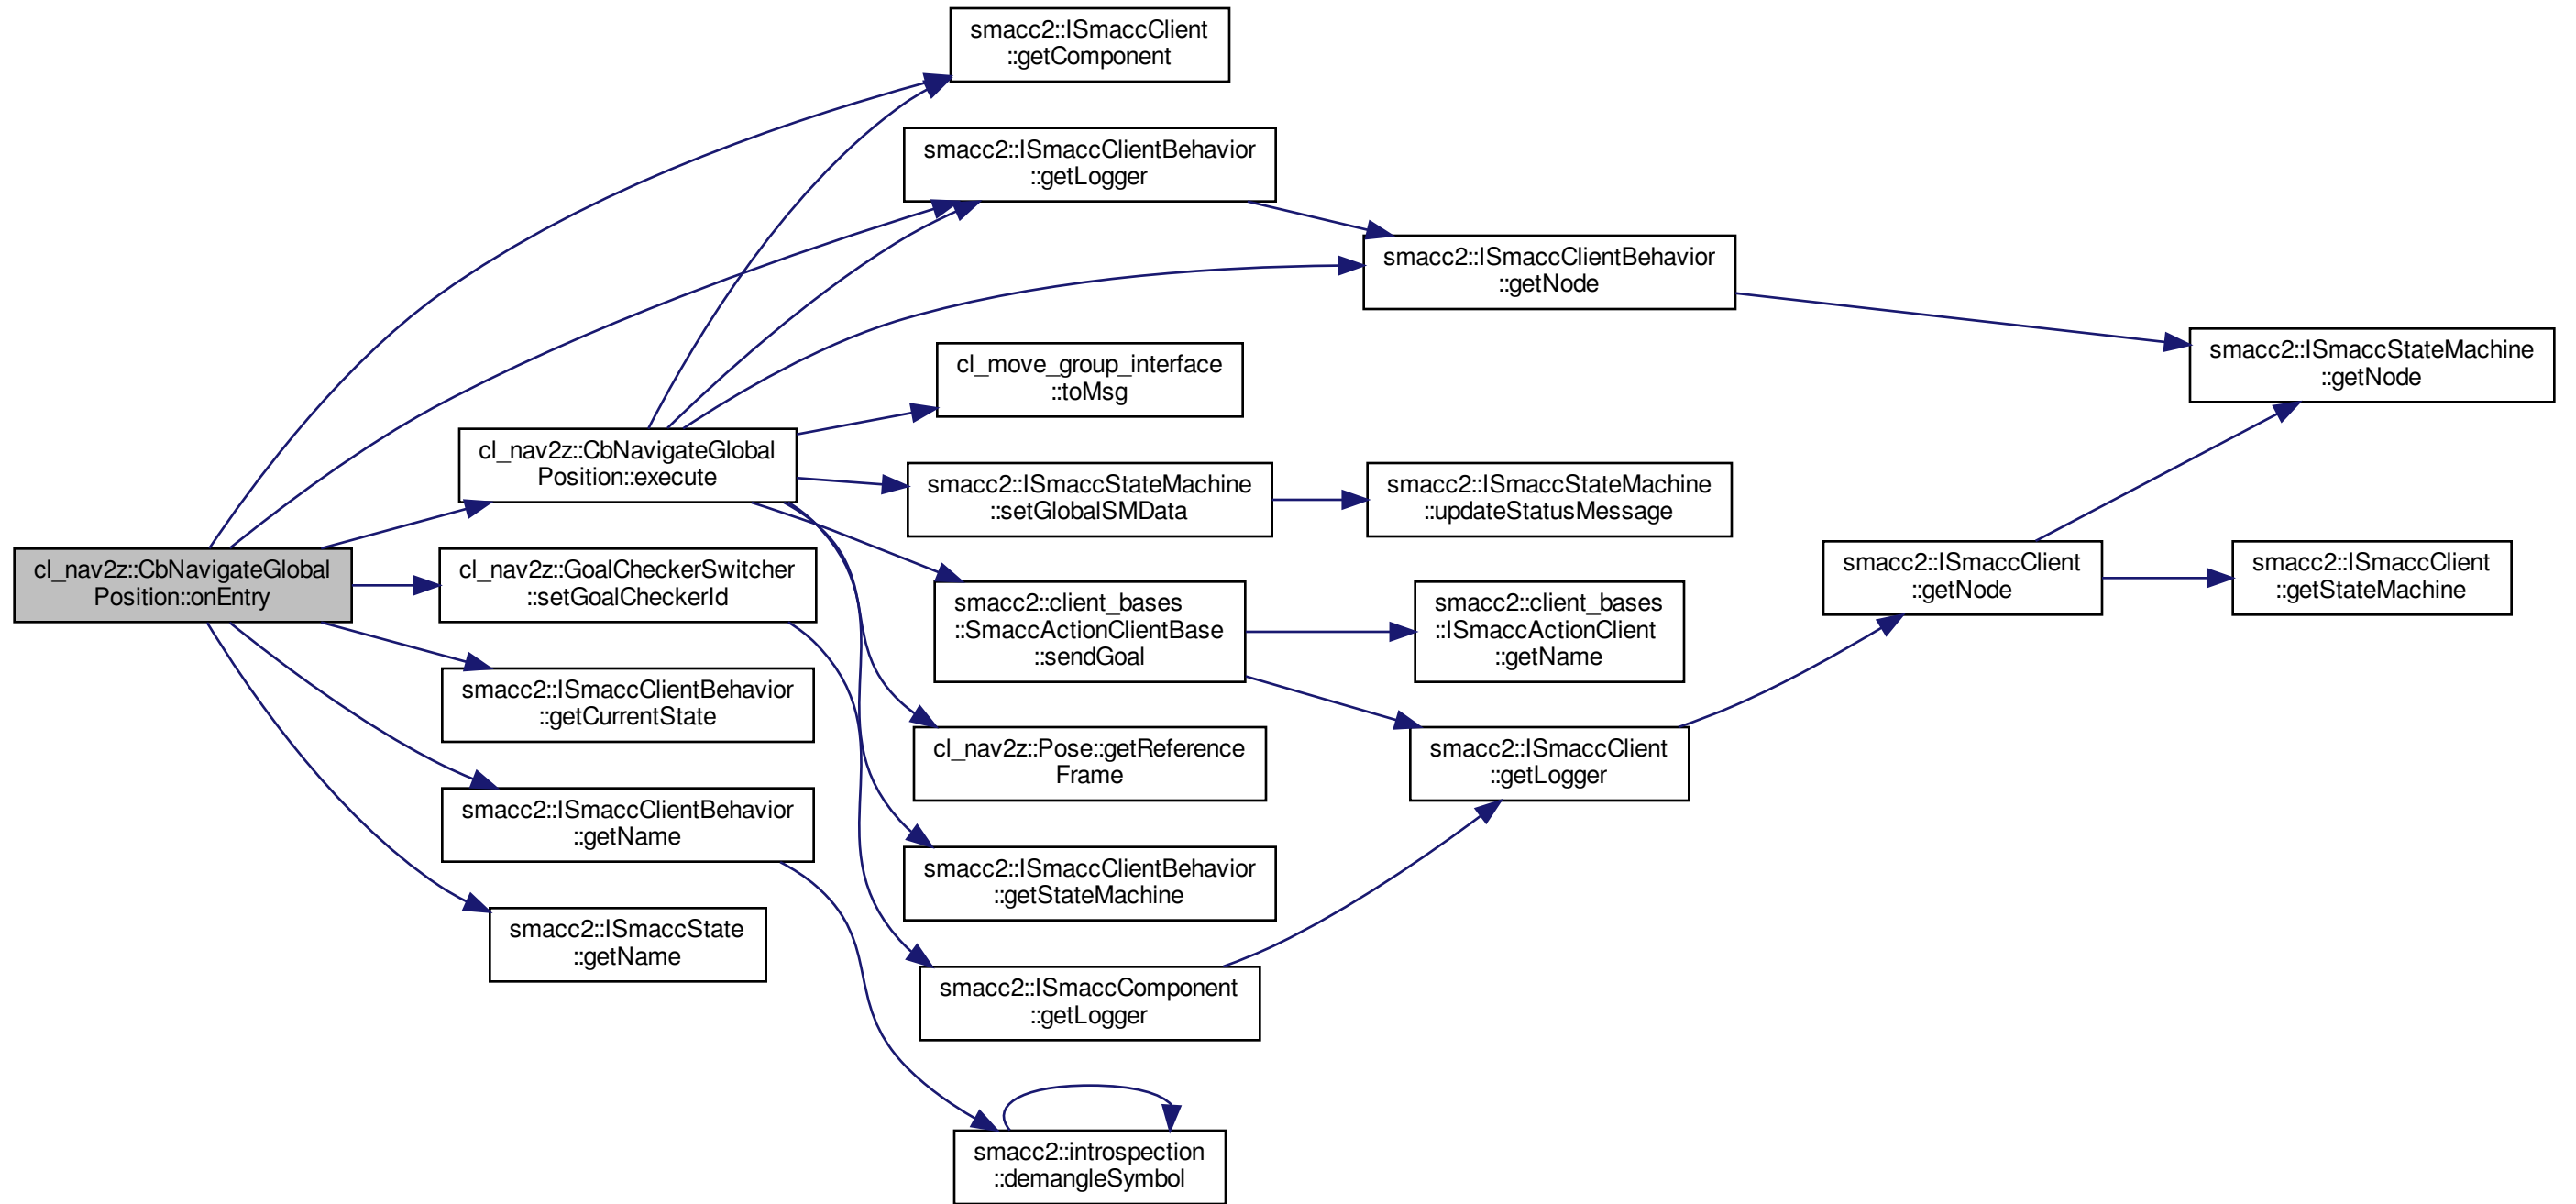 smacc2::ISmaccClient
::getComponent
smacc2::ISmaccClientBehavior
::getLogger
smacc2::ISmaccClientBehavior
::getNode
smacc2::ISmaccStateMachine
::getNode
cl_move_group_interface
::toMsg
cl_nav2z::CbNavigateGlobal
Position::execute
smacc2::ISmaccStateMachine
::setGlobalSMData
smacc2::ISmaccStateMachine
::updateStatusMessage
cl_nav2z::CbNavigateGlobal
Position::onEntry
cl_nav2z::GoalCheckerSwitcher
::setGoalCheckerId
smacc2::client_bases
::SmaccActionClientBase
::sendGoal
smacc2::client_bases
::ISmaccActionClient
::getName
smacc2::ISmaccClient
::getNode
smacc2::ISmaccClient
::getStateMachine
smacc2::ISmaccClientBehavior
::getCurrentState
cl_nav2z::Pose::getReference
Frame
smacc2::ISmaccClient
::getLogger
smacc2::ISmaccClientBehavior
::getName
smacc2::ISmaccClientBehavior
::getStateMachine
smacc2::ISmaccState
::getName
smacc2::ISmaccComponent
::getLogger
smacc2::introspection
::demangleSymbol